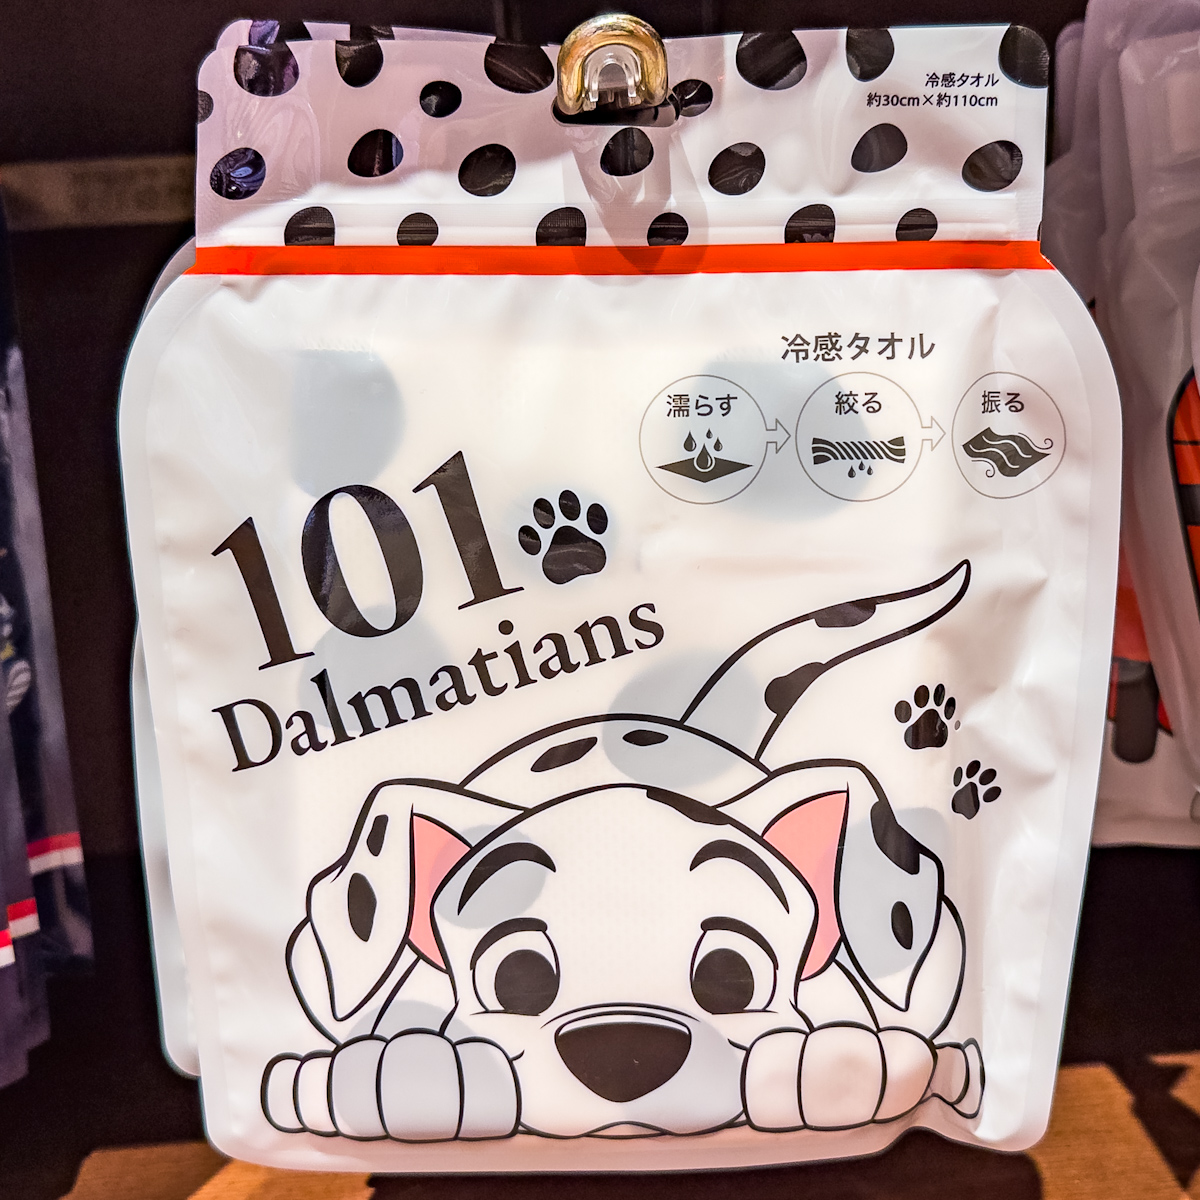 冷感タオル
約30cm×約110cm
冷感タオル
濡らす
絞る
振る
101
Dalmatians